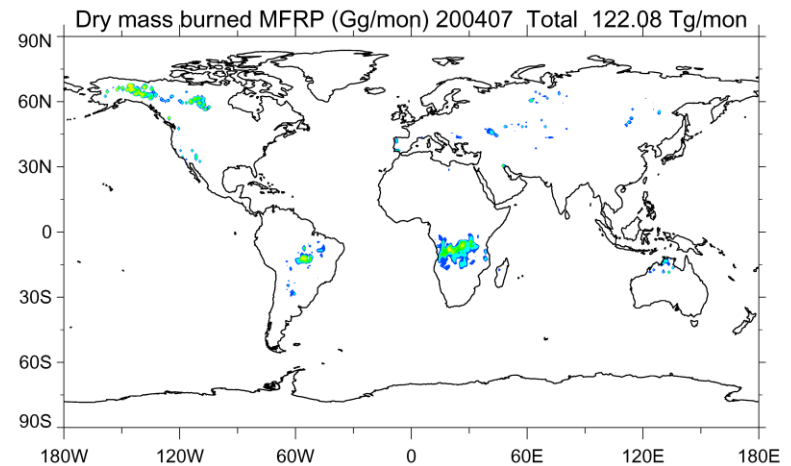 Dry mass burned MFRP (Gg/mon) 200407 Total 122.08 Tg/mon
90N
60N
30N
0
30S
60S
90S
180W 120W 60W 0 60E 120E 180E